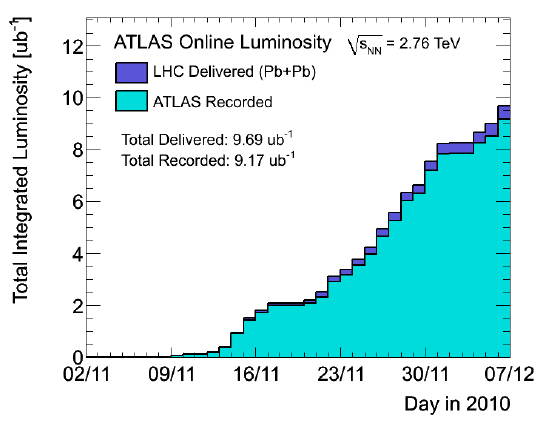 ATLAS Online Luminosity √s_NN = 2.76 TeV
LHC Delivered (Pb+Pb)
ATLAS Recorded
Total Delivered: 9.69 ub⁻¹
Total Recorded: 9.17 ub⁻¹
Total Integrated Luminosity [ub⁻¹]
12
10
8
6
4
2
0
02/11 09/11 16/11 23/11 30/11 07/12
Day in 2010